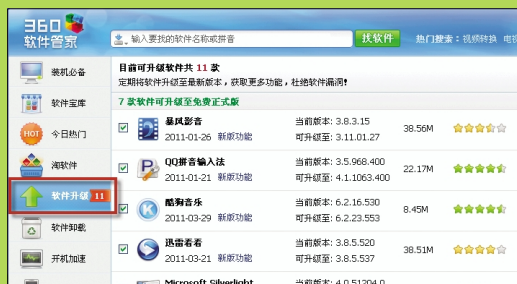 360
软件管家
输入要找的软件名称或拼音
找软件
热门搜索：视频转换
装机必备
软件宝库
HOT
今日热门
淘软件
软件升级 11
软件卸载
开机加速
目前可升级软件共 11 款
定期将软件升级至最新版本，获取更多功能，杜绝软件漏洞！
7 款软件可升级至免费正式版
暴风影音
2011-01-26 新版功能
当前版本: 3.8.3.15
可升级至: 3.11.01.27
38.56M
QQ拼音输入法
2011-01-21 新版功能
当前版本: 3.5.968.400
可升级至: 4.1.1063.400
22.17M
酷狗音乐
2011-03-29 新版功能
当前版本: 6.2.16.530
可升级至: 6.2.23.553
8.45M
迅雷看看
2011-03-21 新版功能
当前版本: 3.8.5.520
可升级至: 3.8.5.537
38.51M
Microsoft Silverlight
当前版本: 4.0.51204.0